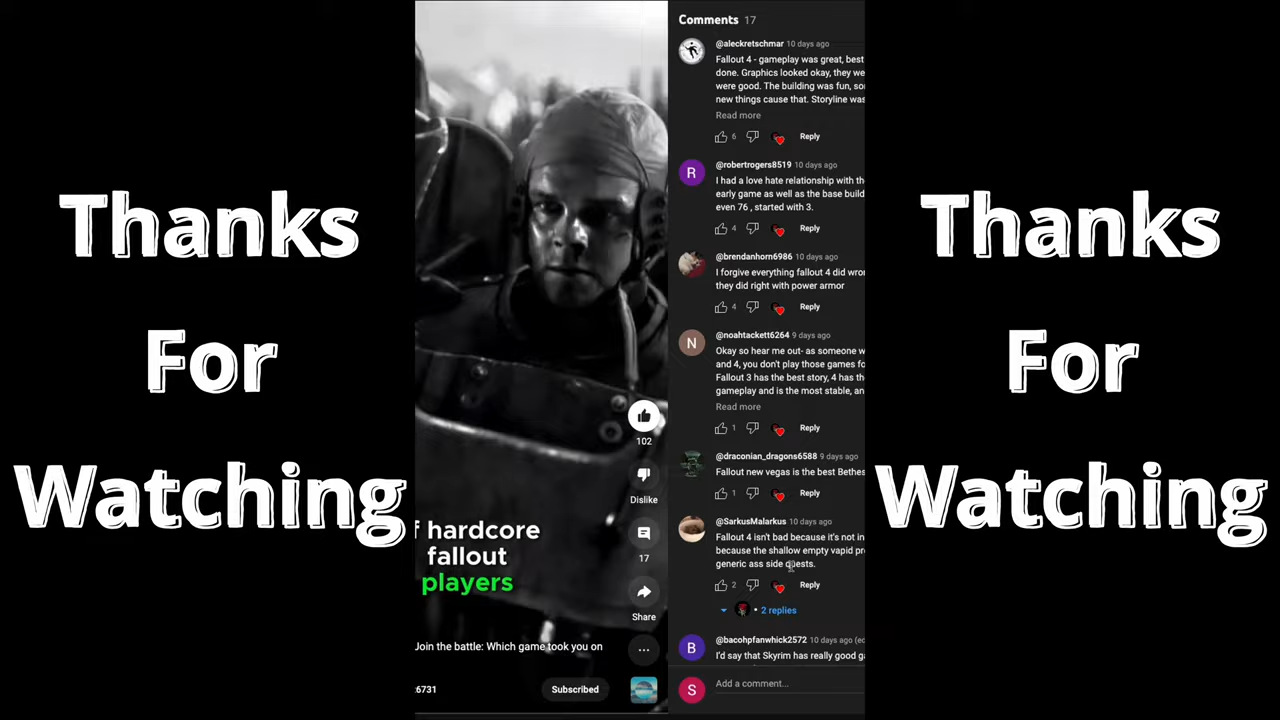 Thanks
For
Watching
f hardcore
fallout
players
102
Dislike
17
Share
Join the battle: Which game took you on
:6731
Subscribed
Comments 17
@aleckretschmar 10 days ago
Fallout 4 - gameplay was great, best
done. Graphics looked okay, they we
were good. The building was fun, so
new things cause that. Storyline was
Read more
6 Reply
R @robertrogers8519 10 days ago
I had a love hate relationship with th
early game as well as the base build
even 76 , started with 3.
4 Reply
@brendanhorn6986 10 days ago
I forgive everything fallout 4 did wro
they did right with power armor
4 Reply
N @noahtackett6264 9 days ago
Okay so hear me out- as someone w
and 4, you don't play those games fo
Fallout 3 has the best story, 4 has th
gameplay and is the most stable, an
Read more
1 Reply
@draconian_dragons6588 9 days ago
Fallout new vegas is the best Bethes
1 Reply
@SarkusMalarkus 10 days ago
Fallout 4 isn't bad because it's not in
because the shallow empty vapid pr
generic ass side quests.
2 Reply
2 replies
B @bacohpfanwhick2572 10 days ago (ec
I'd say that Skyrim has really good ga
S Add a comment...
Thanks
For
Watching